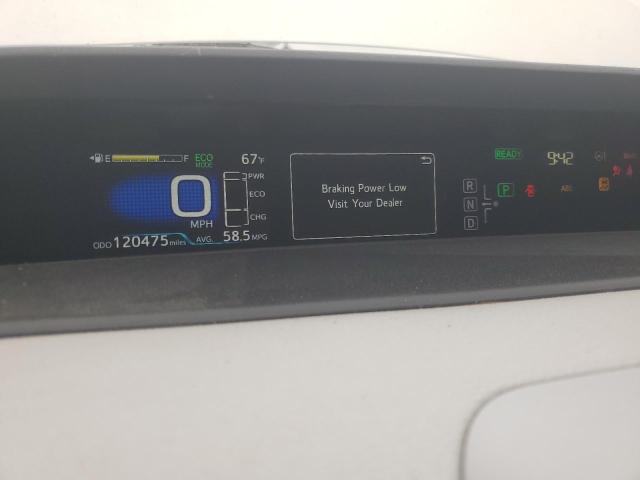 E F ECO MODE 67°F
PWR
ECO
CHG
0
MPH
ODO 120475 miles AVG. 58.5 MPG
Braking Power Low
Visit Your Dealer
READY 9:42
R
N
D
P
ABS